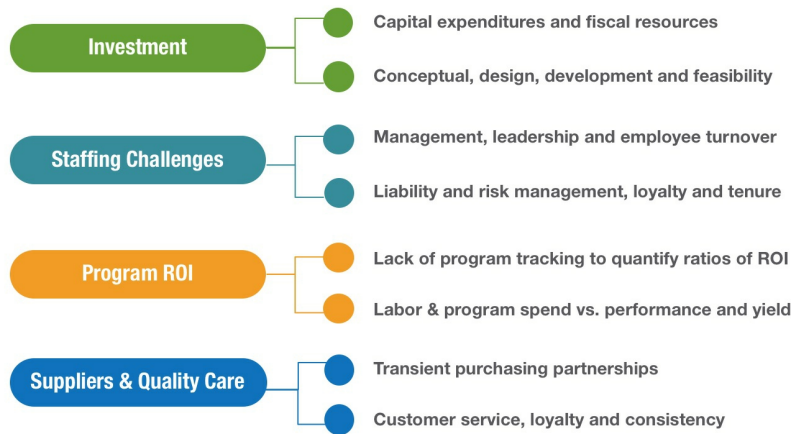 Investment
Capital expenditures and fiscal resources
Conceptual, design, development and feasibility
Staffing Challenges
Management, leadership and employee turnover
Liability and risk management, loyalty and tenure
Program ROI
Lack of program tracking to quantify ratios of ROI
Labor & program spend vs. performance and yield
Suppliers & Quality Care
Transient purchasing partnerships
Customer service, loyalty and consistency